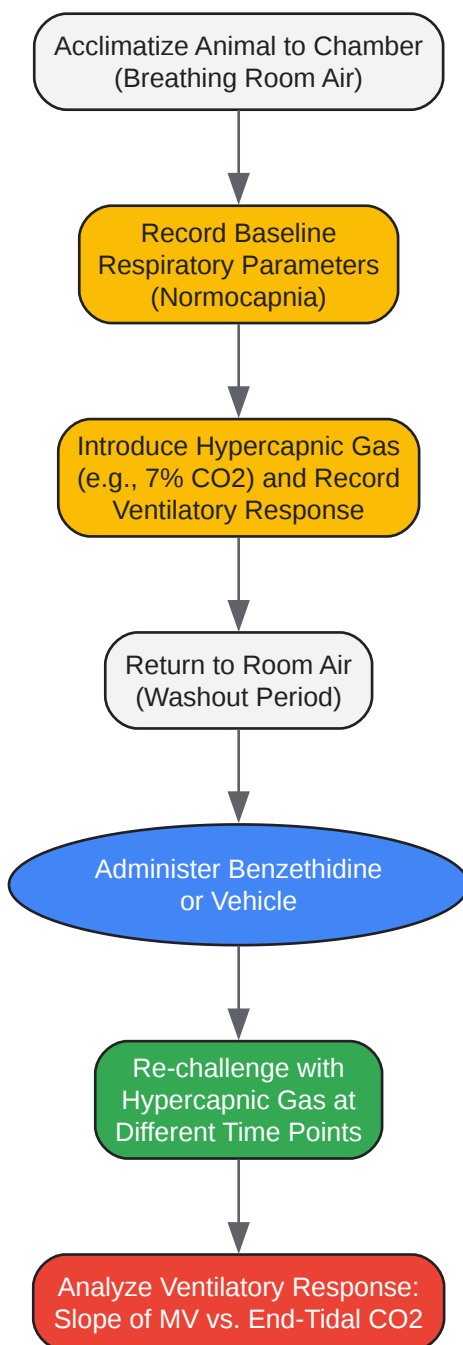 Acclimatize Animal to Chamber
(Breathing Room Air)
Record Baseline
Respiratory Parameters
(Normocapnia)
Introduce Hypercapnic Gas
(e.g., 7% CO2) and Record
Ventilatory Response
Return to Room Air
(Washout Period)
Administer Benzethidine
or Vehicle
Re-challenge with
Hypercapnic Gas at
Different Time Points
Analyze Ventilatory Response:
Slope of MV vs. End-Tidal CO2